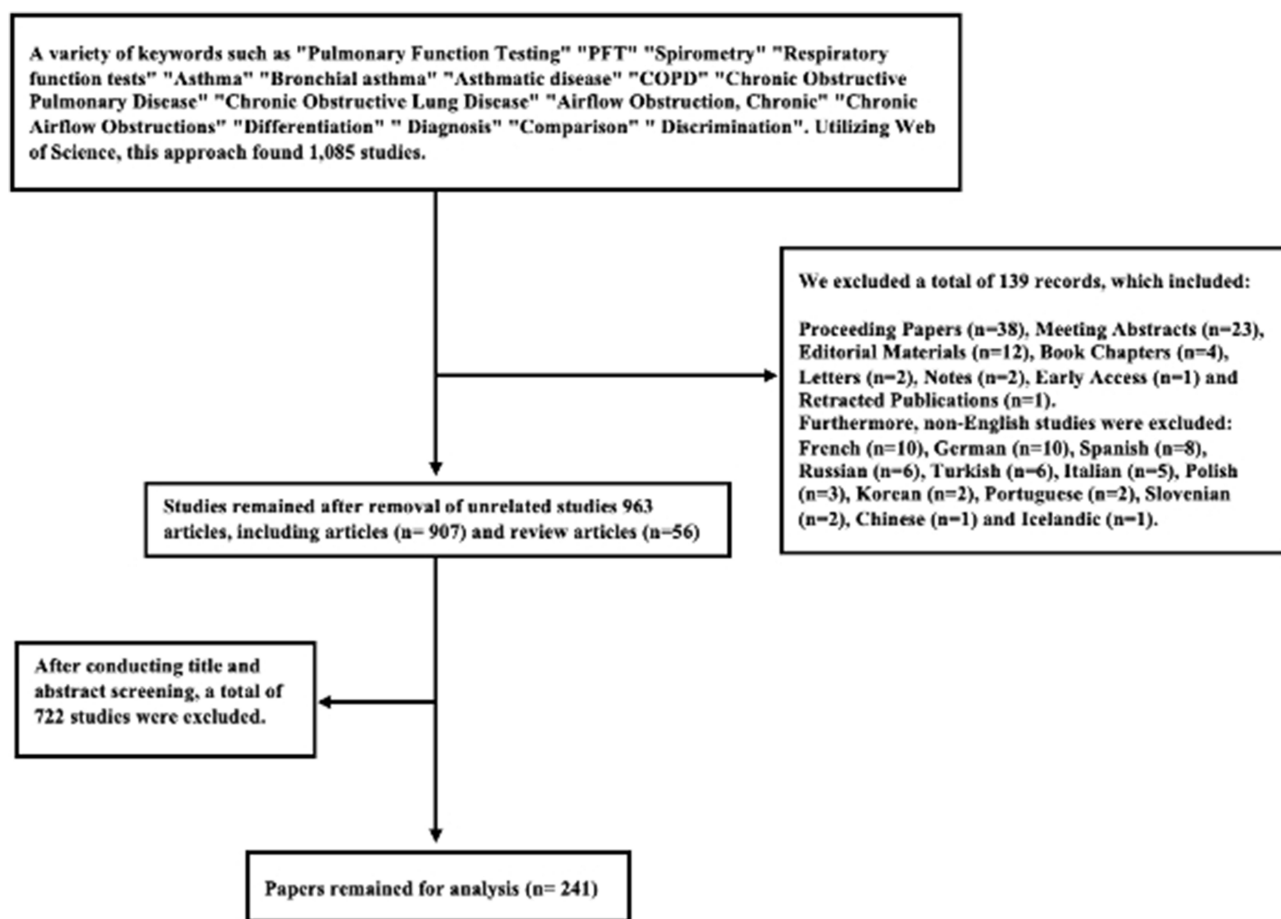 A variety of keywords such as "Pulmonary Function Testing" "PFT" "Spirometry" "Respiratory
function tests" "Asthma" "Bronchial asthma" "Asthmatic disease" "COPD" "Chronic Obstructive
Pulmonary Disease" "Chronic Obstructive Lung Disease" "Airflow Obstruction, Chronic" "Chronic
Airflow Obstructions" "Differentiation" " Diagnosis" "Comparison" " Discrimination". Utilizing Web
of Science, this approach found 1,085 studies.
We excluded a total of 139 records, which included:
Proceeding Papers (n=38), Meeting Abstracts (n=23),
Editorial Materials (n=12), Book Chapters (n=4),
Letters (n=2), Notes (n=2), Early Access (n=1) and
Retracted Publications (n=1).
Furthermore, non-English studies were excluded:
French (n=10), German (n=10), Spanish (n=8),
Russian (n=6), Turkish (n=6), Italian (n=5), Polish
(n=3), Korean (n=2), Portuguese (n=2), Slovenian
(n=2), Chinese (n=1) and Icelandic (n=1).
Studies remained after removal of unrelated studies 963
articles, including articles (n= 907) and review articles (n=56)
After conducting title and
abstract screening, a total of
722 studies were excluded.
Papers remained for analysis (n= 241)